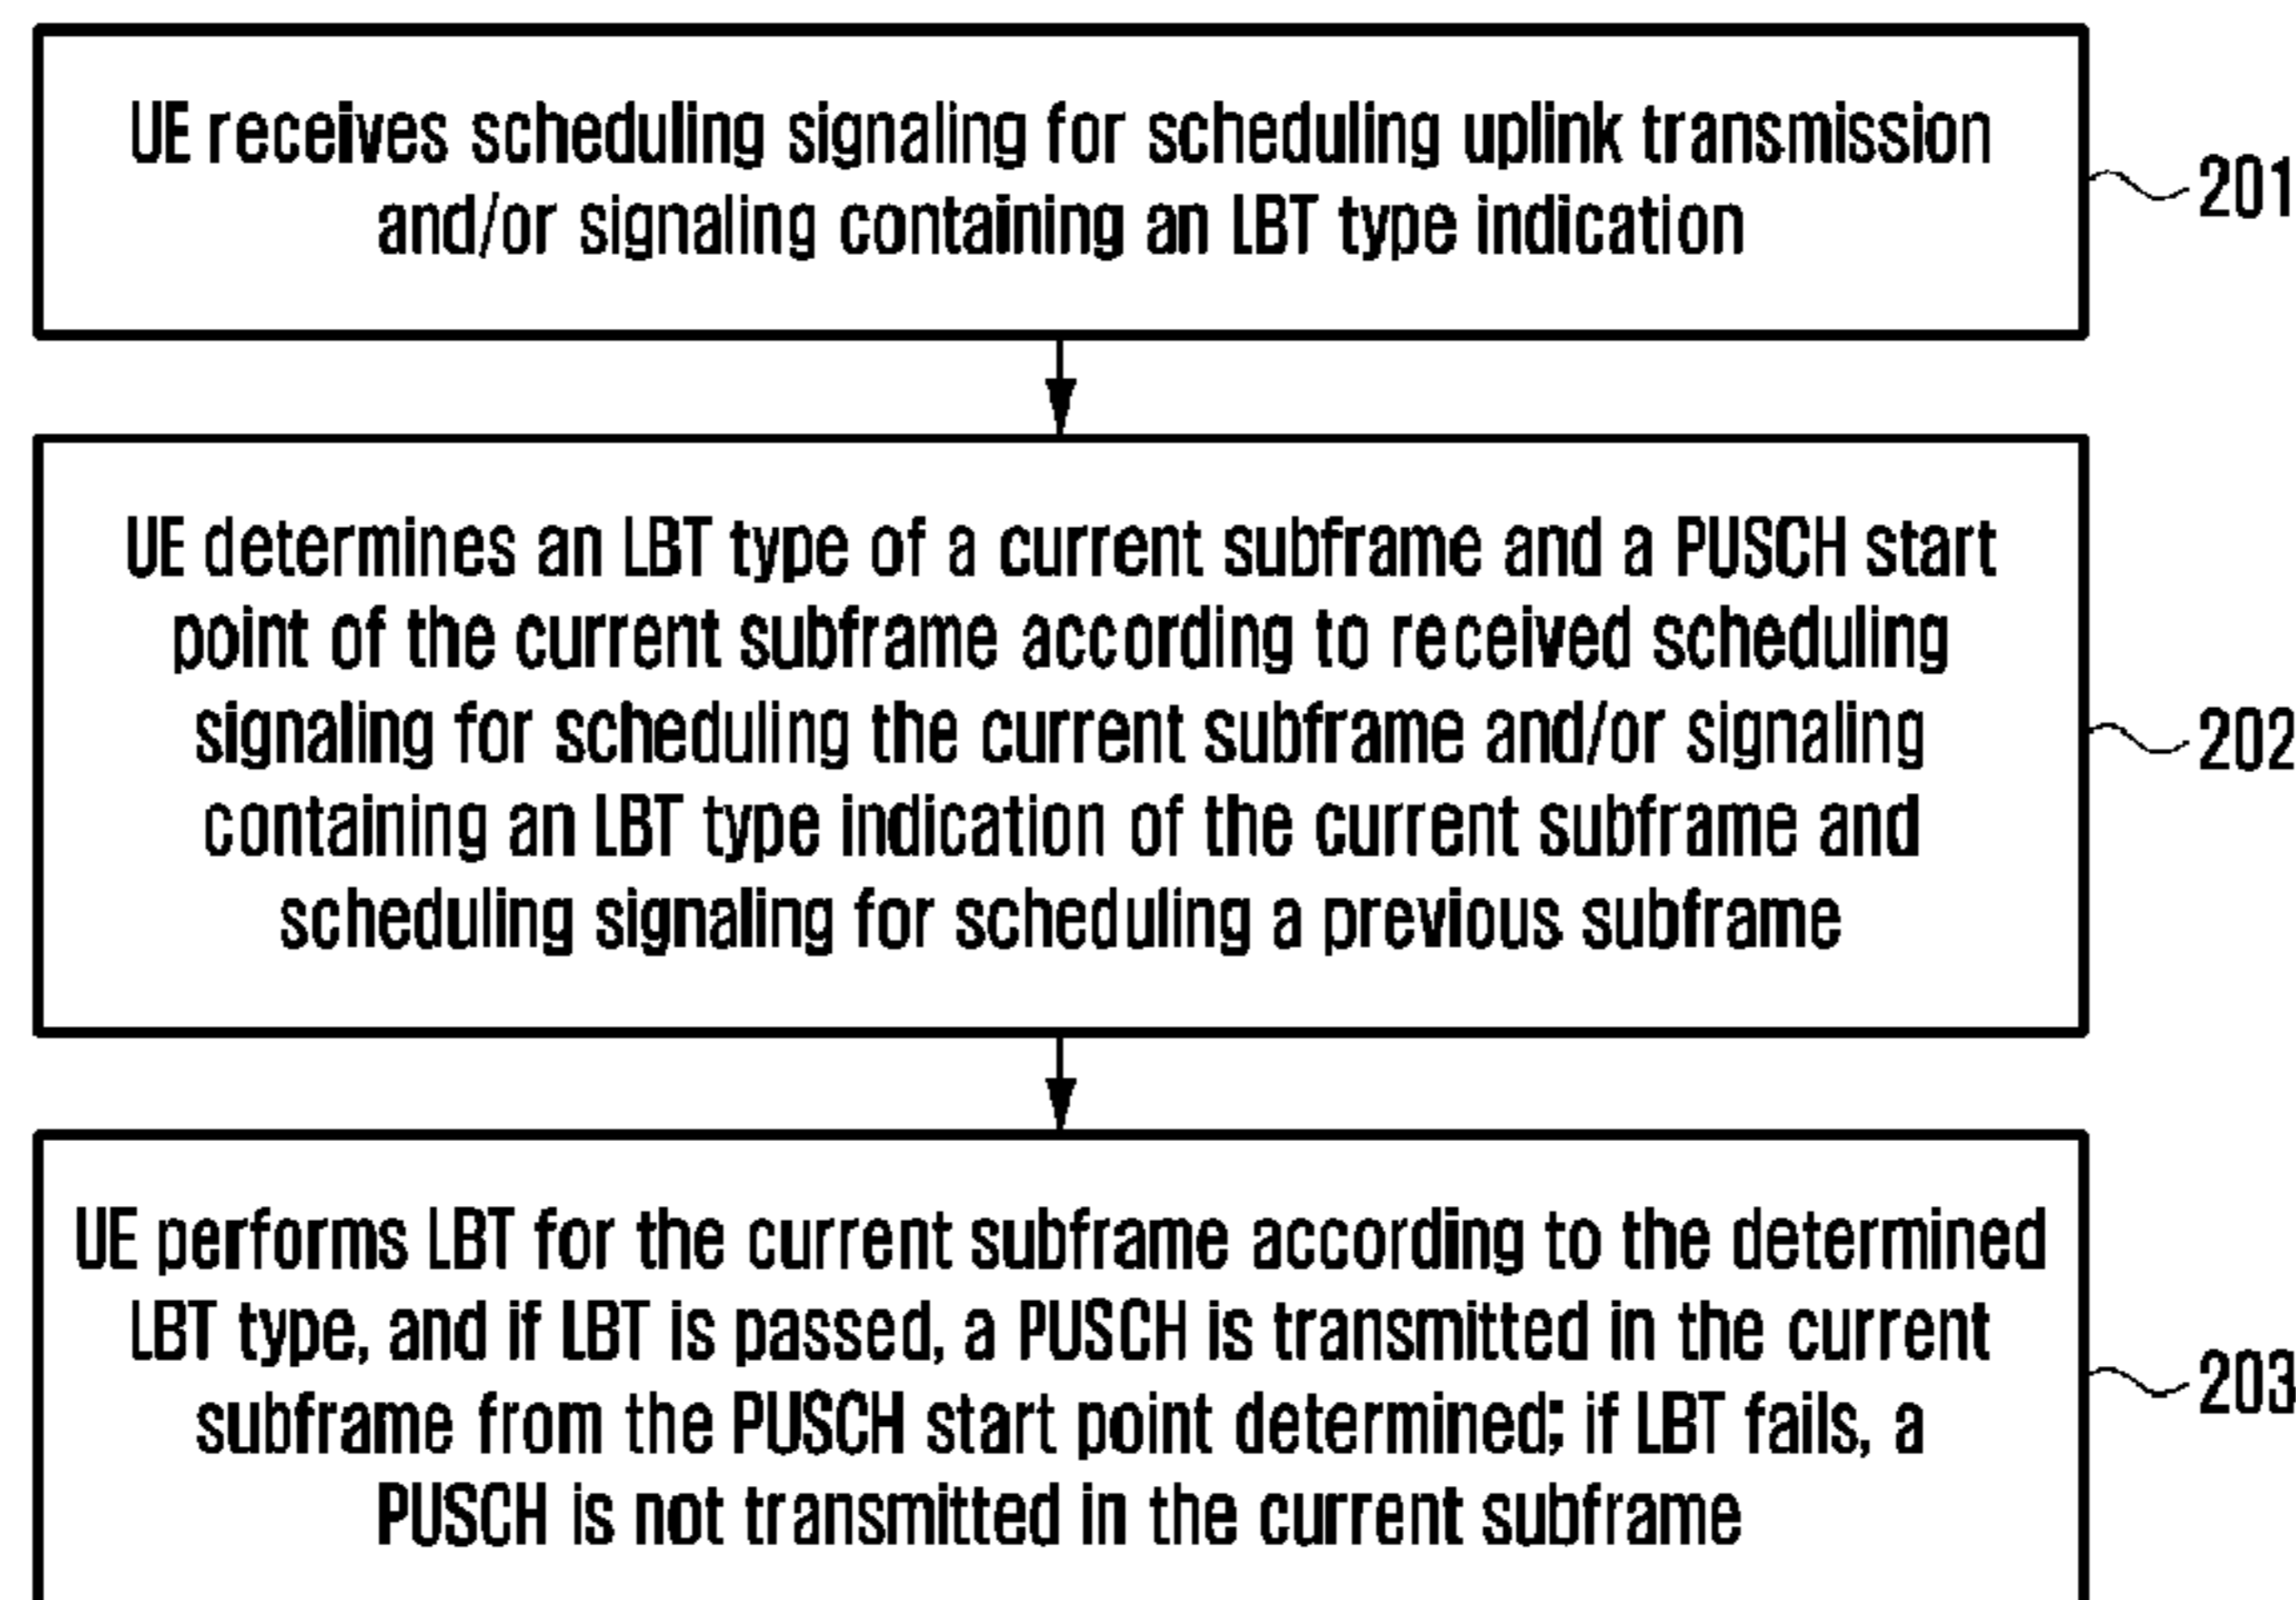 UE receives scheduling signaling for scheduling uplink transmission
and/or signaling containing an LBT type indication
201
UE determines an LBT type of a current subframe and a PUSCH start
point of the current subframe according to received scheduling
signaling for scheduling the current subframe and/or signaling
containing an LBT type indication of the current subframe and
scheduling signaling for scheduling a previous subframe
202
UE performs LBT for the current subframe according to the determined
LBT type, and if LBT is passed, a PUSCH is transmitted in the current
subframe from the PUSCH start point determined; if LBT fails, a
PUSCH is not transmitted in the current subframe
203